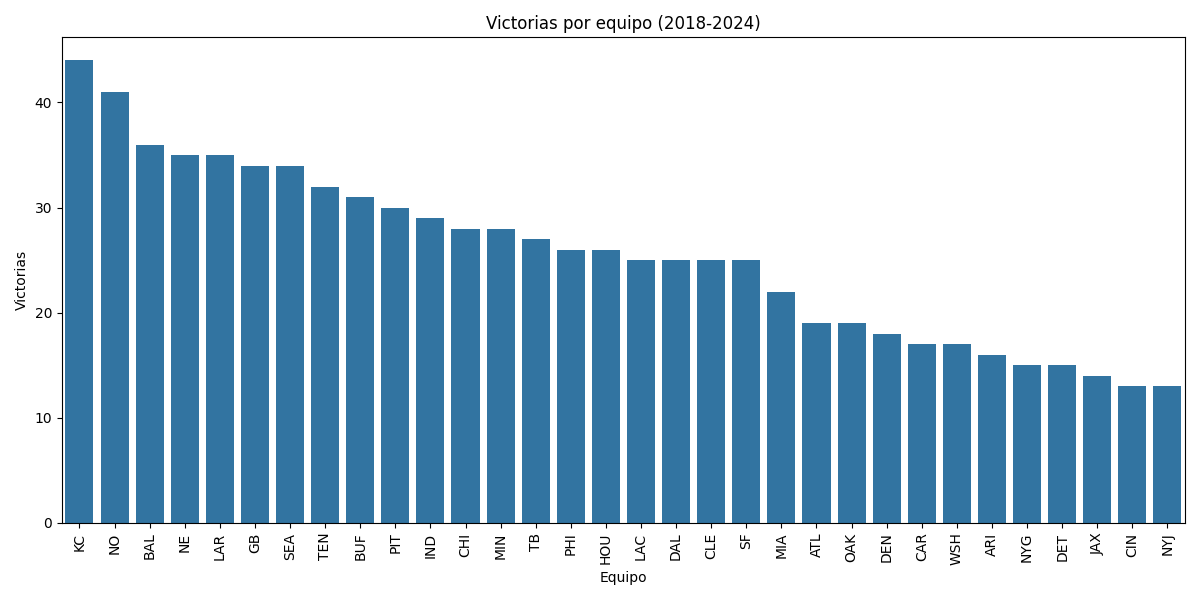 Victorias por equipo (2018-2024)
Victorias
40
30
20
10
0
KC NO BAL NE LAR GB SEA TEN BUF PIT IND CHI MIN TB PHI HOU LAC DAL CLE SF MIA ATL OAK DEN CAR WSH ARI NYG DET JAX CIN NYJ
Equipo